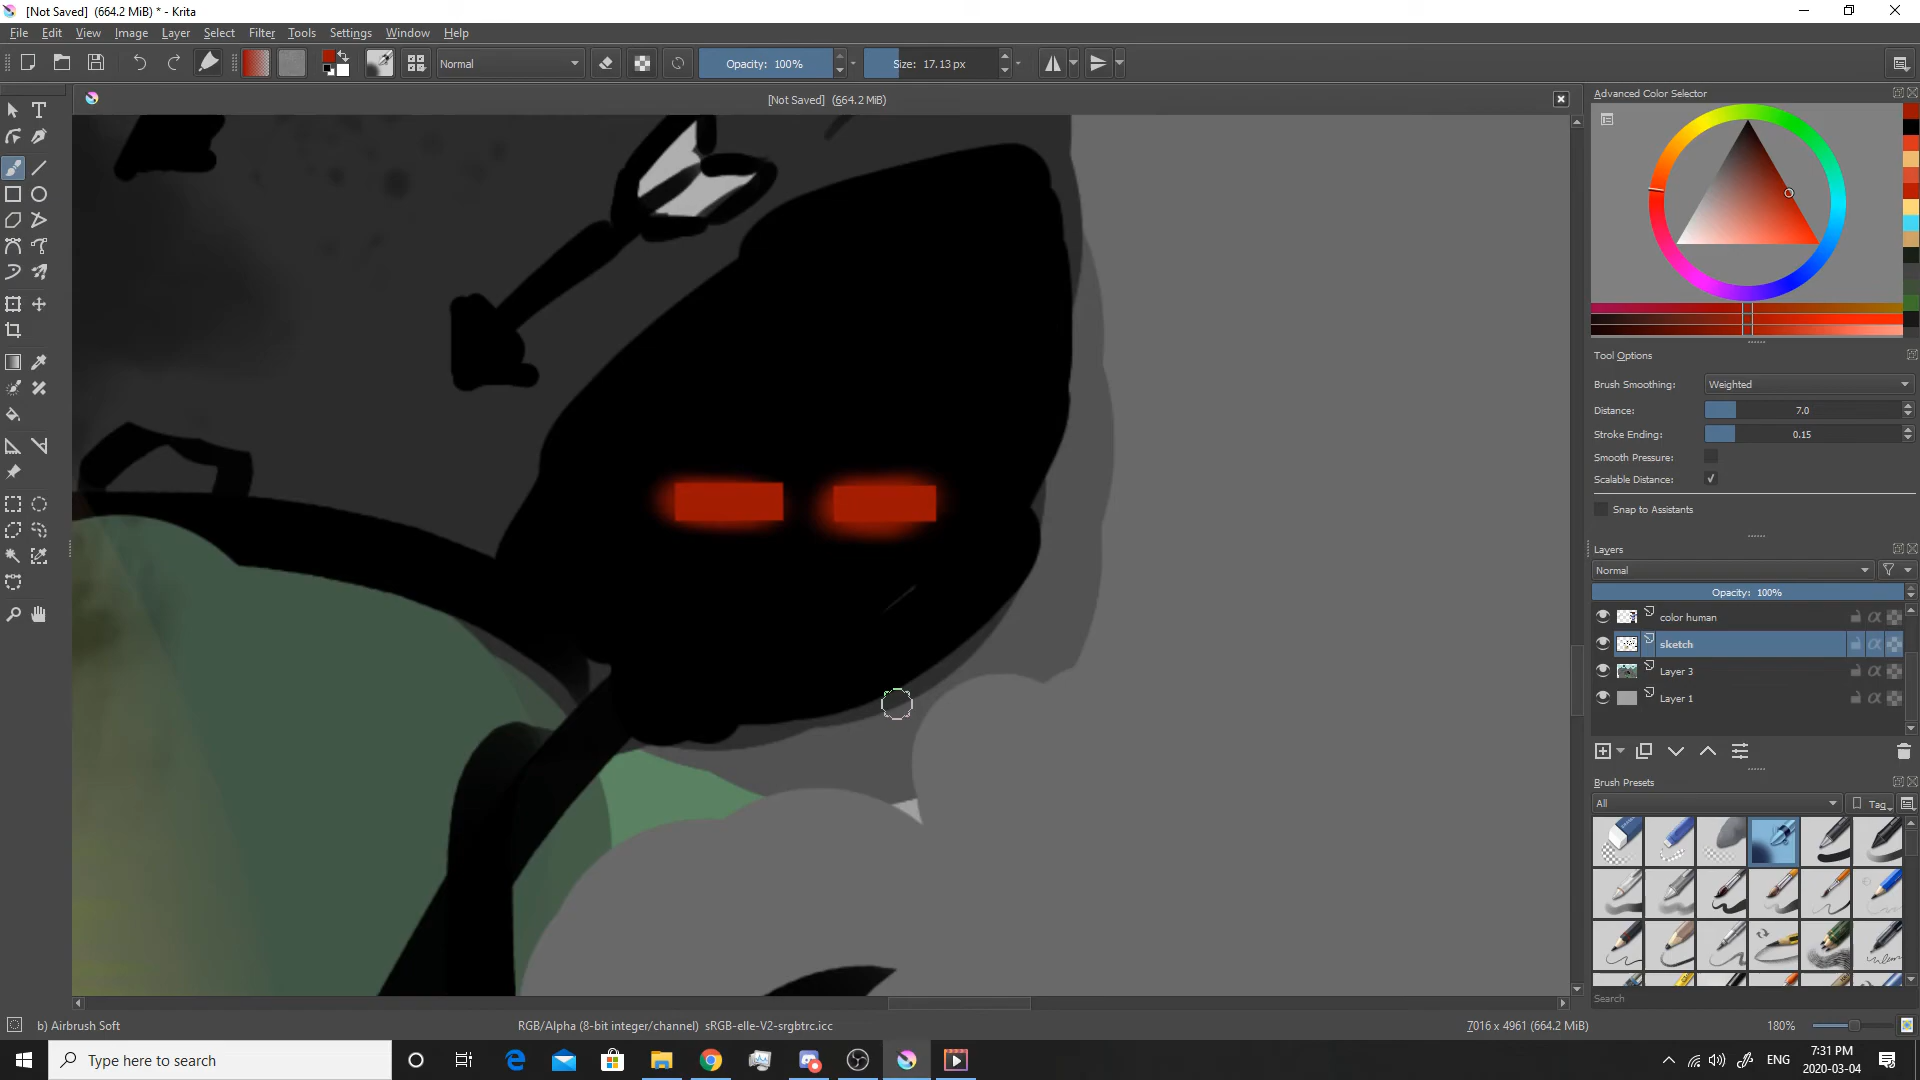 [Not Saved] (664.2 MiB) * - Krita
File Edit View Image Layer Select Filter Tools Settings Window Help
Normal
Opacity: 100%
Size: 17.13 px
[Not Saved] (664.2 MiB)
Advanced Color Selector
Tool Options
Brush Smoothing: Weighted
Distance: 7.0
Stroke Ending: 0.15
Smooth Pressure:
Scalable Distance:
Snap to Assistants
Layers
Normal
Opacity: 100%
color human
sketch
Layer 3
Layer 1
Brush Presets
All
Tag
Search
b) Airbrush Soft
RGB/Alpha (8-bit integer/channel) sRGB-elle-V2-srgbtrc.icc
7016 x 4961 (664.2 MiB)
180%
Type here to search
ENG
7:31 PM
2020-03-04